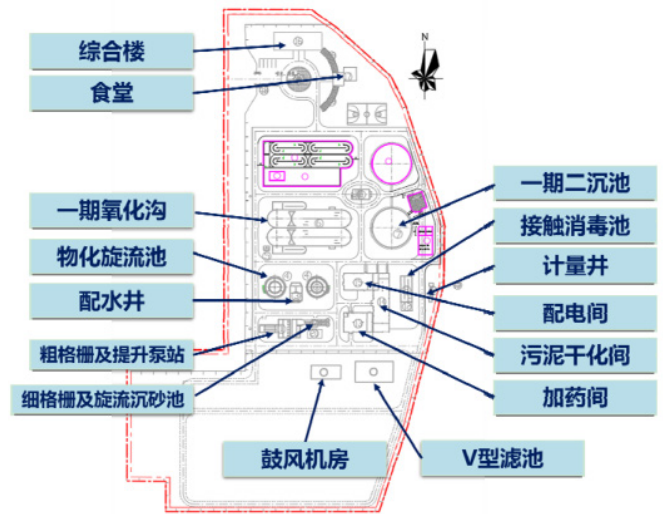 综合楼
食堂
N
一期氧化沟
物化旋流池
配水井
粗格栅及提升泵站
细格栅及旋流沉砂池
一期二沉池
接触消毒池
计量井
配电间
污泥干化间
加药间
鼓风机房
V型滤池